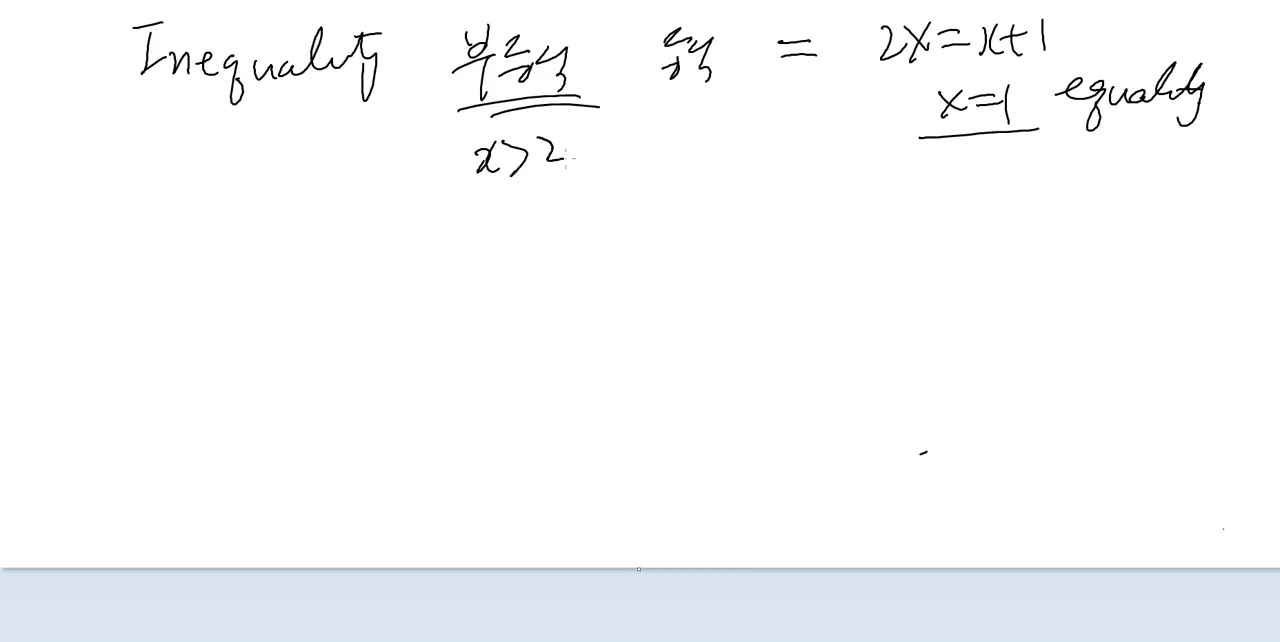 Inequality 부등식 등식 = 2x=x+1
x=1 equality
x>2